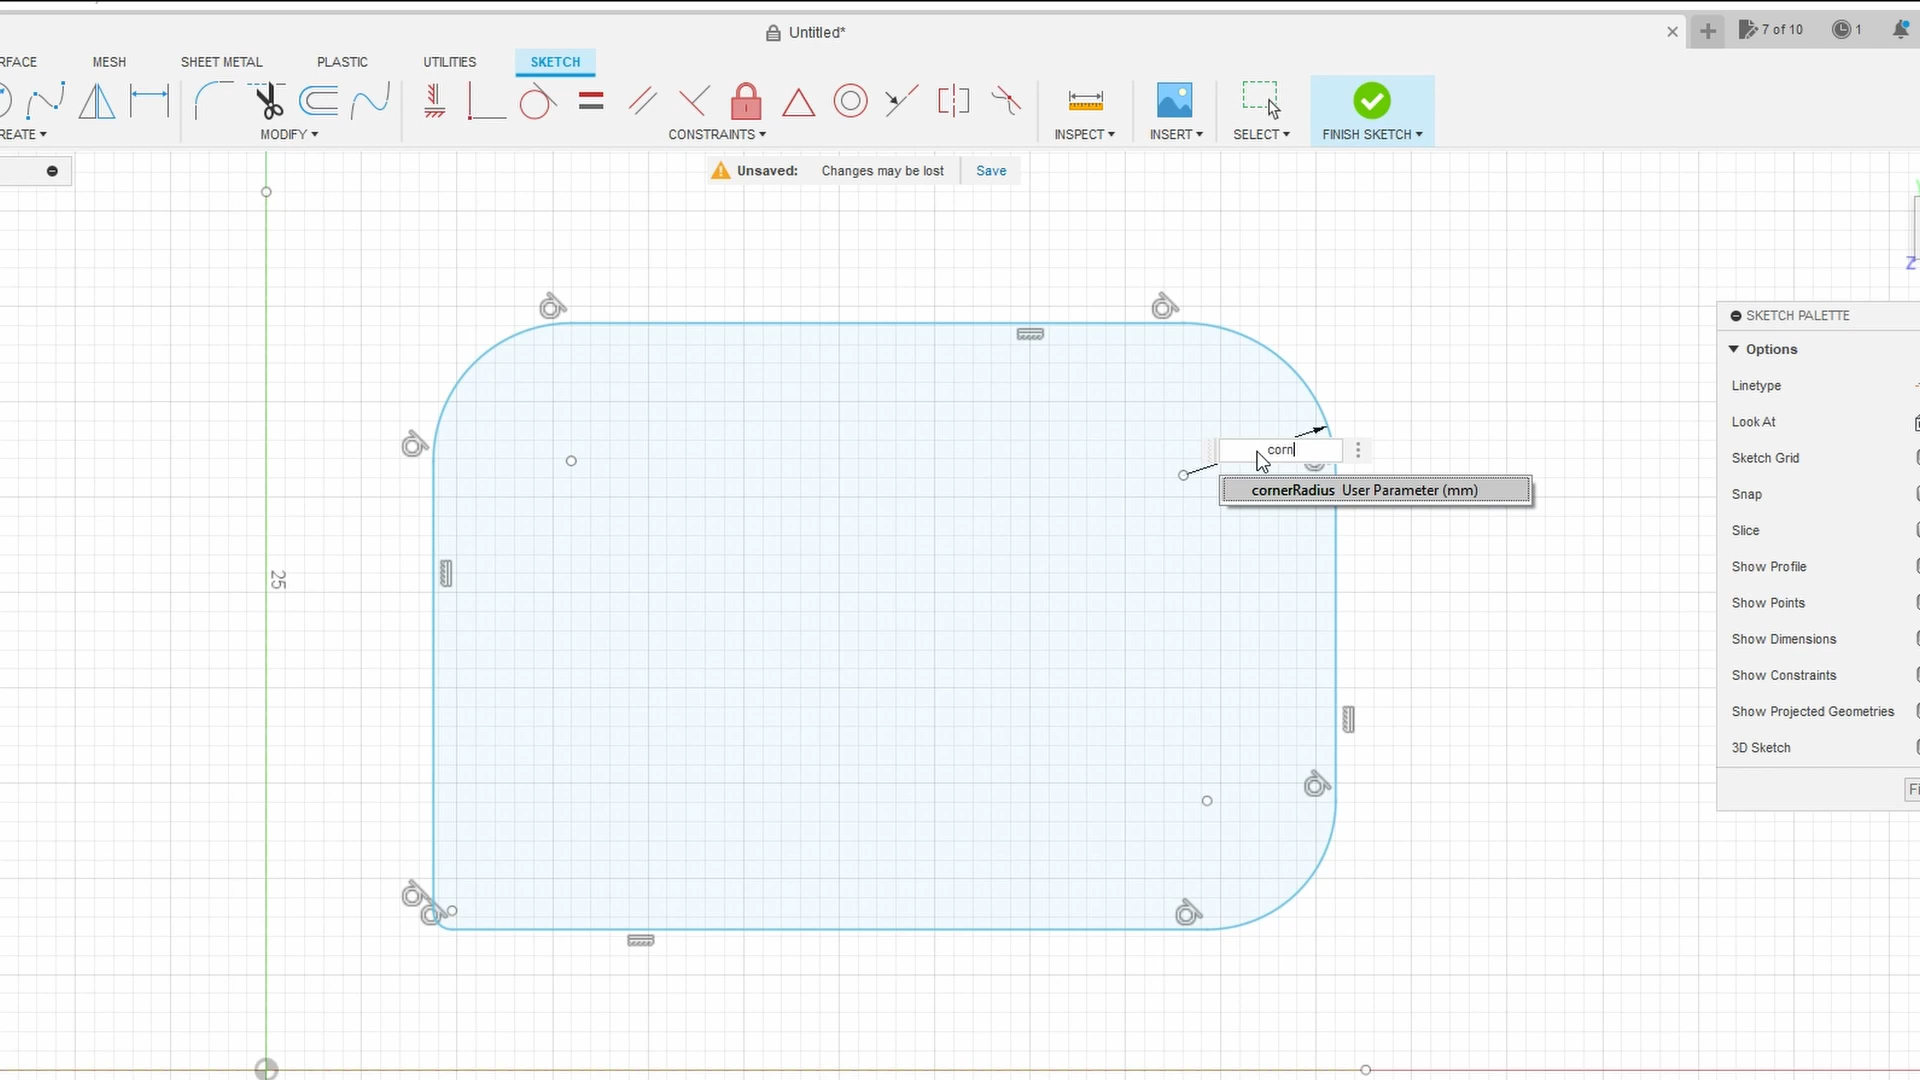 Untitled*
7 of 10
1
RFACE
MESH
SHEET METAL
PLASTIC
UTILITIES
SKETCH
REATE
MODIFY
CONSTRAINTS
INSPECT
INSERT
SELECT
FINISH SKETCH
Unsaved: Changes may be lost Save
Z
SKETCH PALETTE
Options
Linetype
Look At
corn
Sketch Grid
cornerRadius User Parameter (mm)
Snap
Slice
Show Profile
25
Show Points
Show Dimensions
Show Constraints
Show Projected Geometries
3D Sketch
Fi